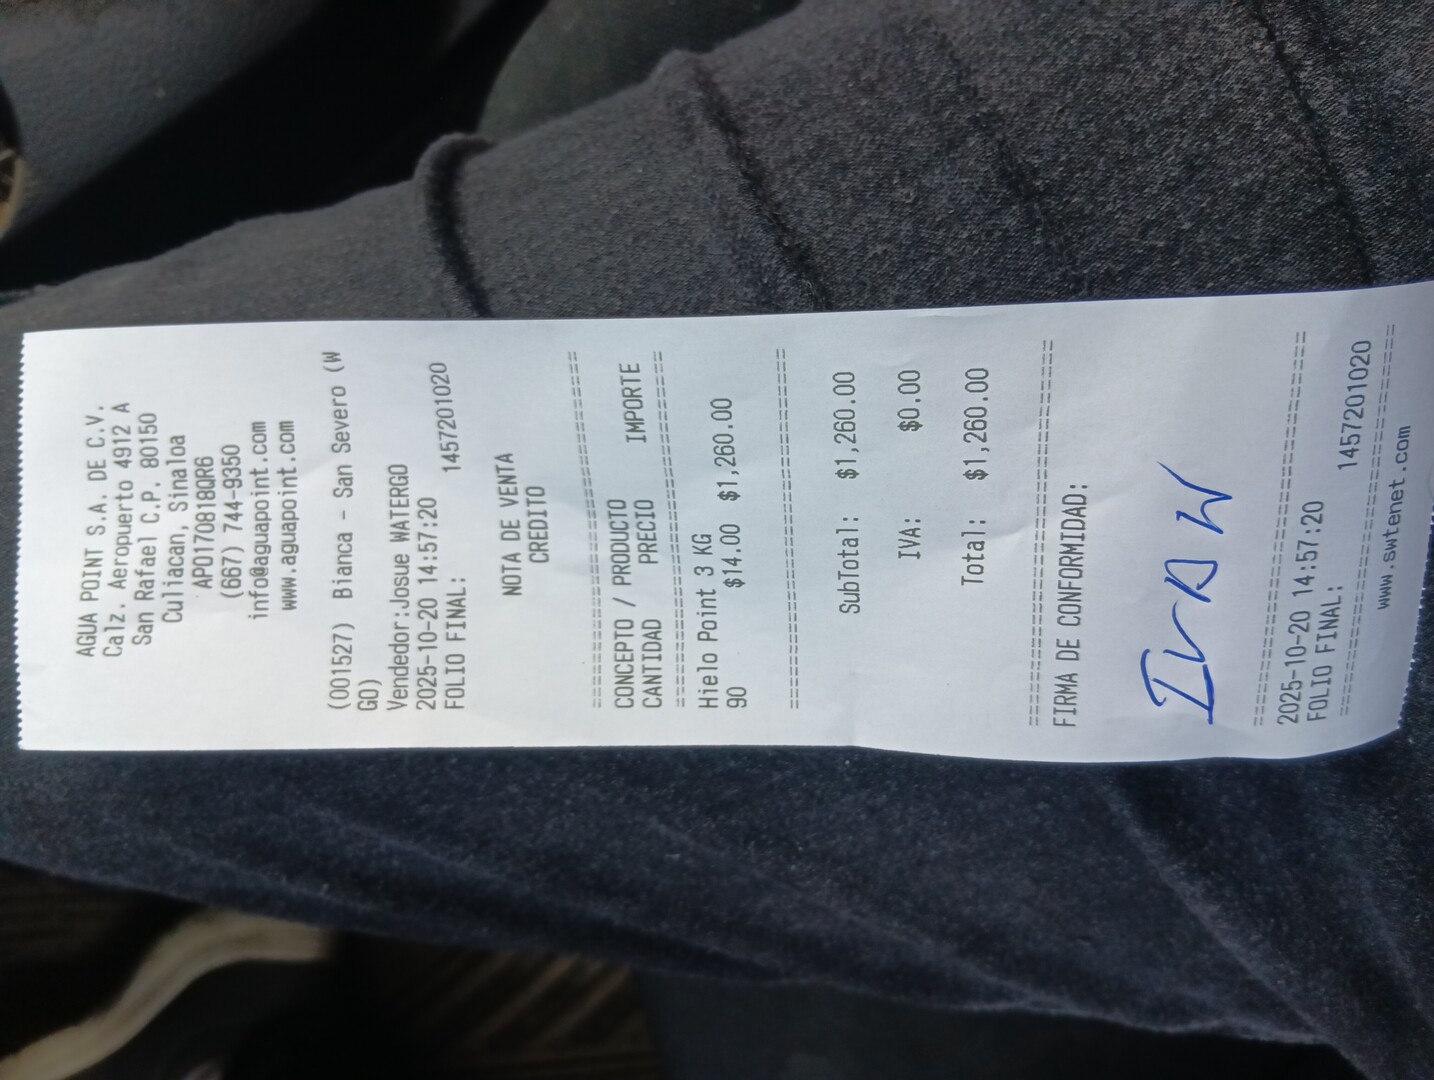 AGUA POINT S.A. DE C.V.
Calz. Aeropuerto 4912 A
San Rafael C.P. 80150
Culiacan, Sinaloa
APO170818QR6
(667) 744-9350
info@aguapoint.com
www.aguapoint.com
(001527) Bianca - San Severo (W
GO)
Vendedor:Josue WATERGO
2025-10-20 14:57:20
FOLIO FINAL: 1457201020
NOTA DE VENTA
CREDITO
CONCEPTO / PRODUCTO
CANTIDAD PRECIO IMPORTE
Hielo Point 3 KG
90 $14.00 $1,260.00
SubTotal: $1,260.00
IVA: $0.00
Total: $1,260.00
FIRMA DE CONFORMIDAD:
IVAN
2025-10-20 14:57:20
FOLIO FINAL: 1457201020
www.swtenet.com